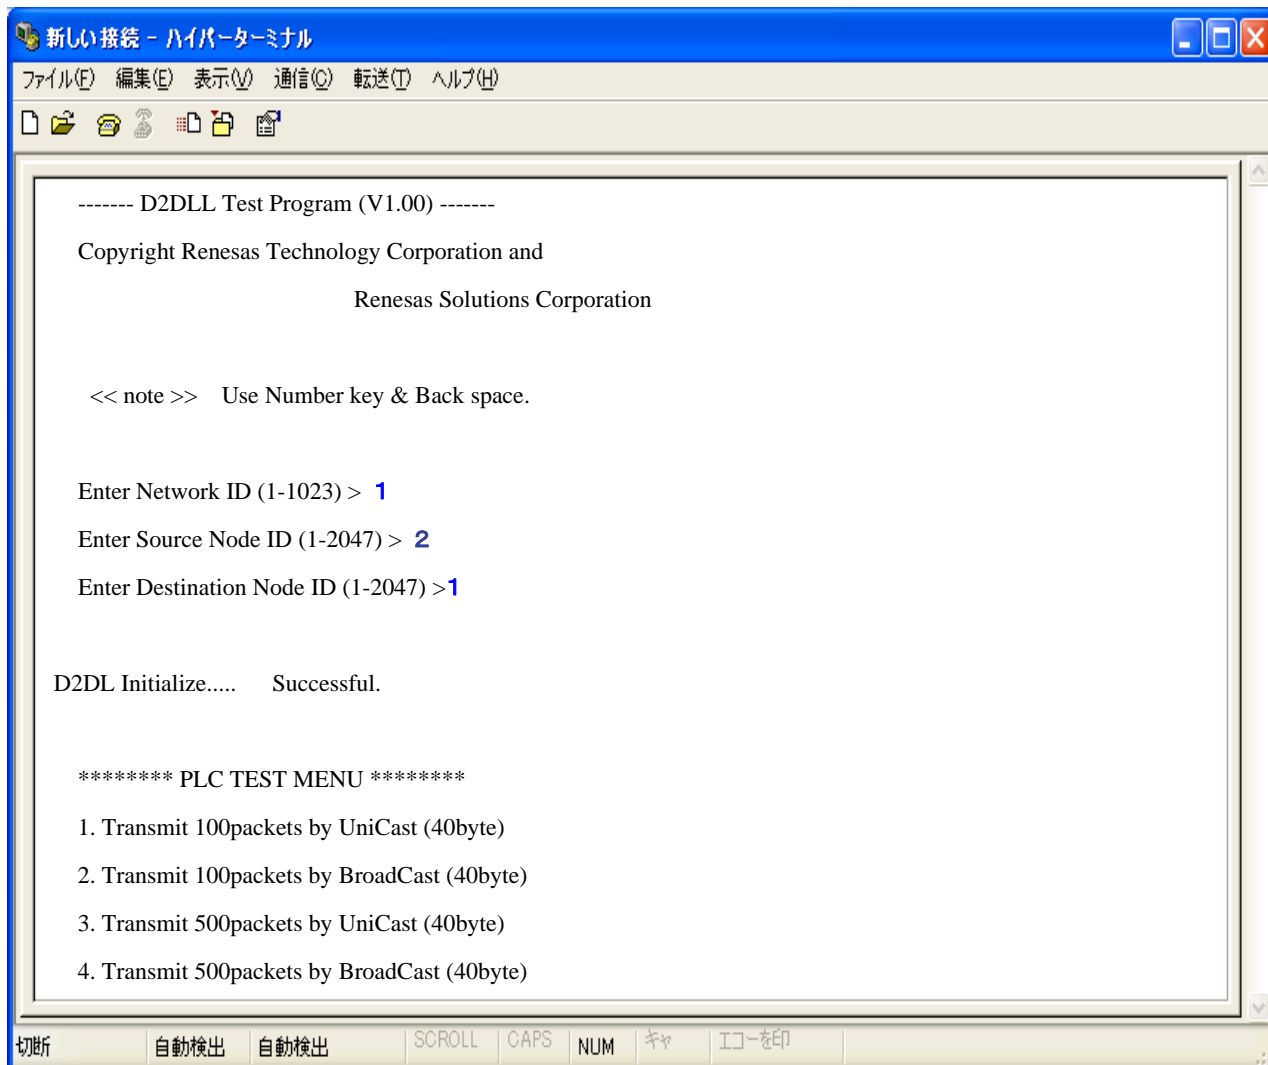 新しい接続 - ハイパーターミナル
ファイル(F) 編集(E) 表示(V) 通信(C) 転送(T) ヘルプ(H)
------- D2DLL Test Program (V1.00) -------
Copyright Renesas Technology Corporation and
Renesas Solutions Corporation
<< note >> Use Number key & Back space.
Enter Network ID (1-1023) > 1
Enter Source Node ID (1-2047) > 2
Enter Destination Node ID (1-2047) >1
D2DL Initialize..... Successful.
******** PLC TEST MENU ********
1. Transmit 100packets by UniCast (40byte)
2. Transmit 100packets by BroadCast (40byte)
3. Transmit 500packets by UniCast (40byte)
4. Transmit 500packets by BroadCast (40byte)
切断 自動検出 自動検出 SCROLL CAPS NUM キャ エコーを印